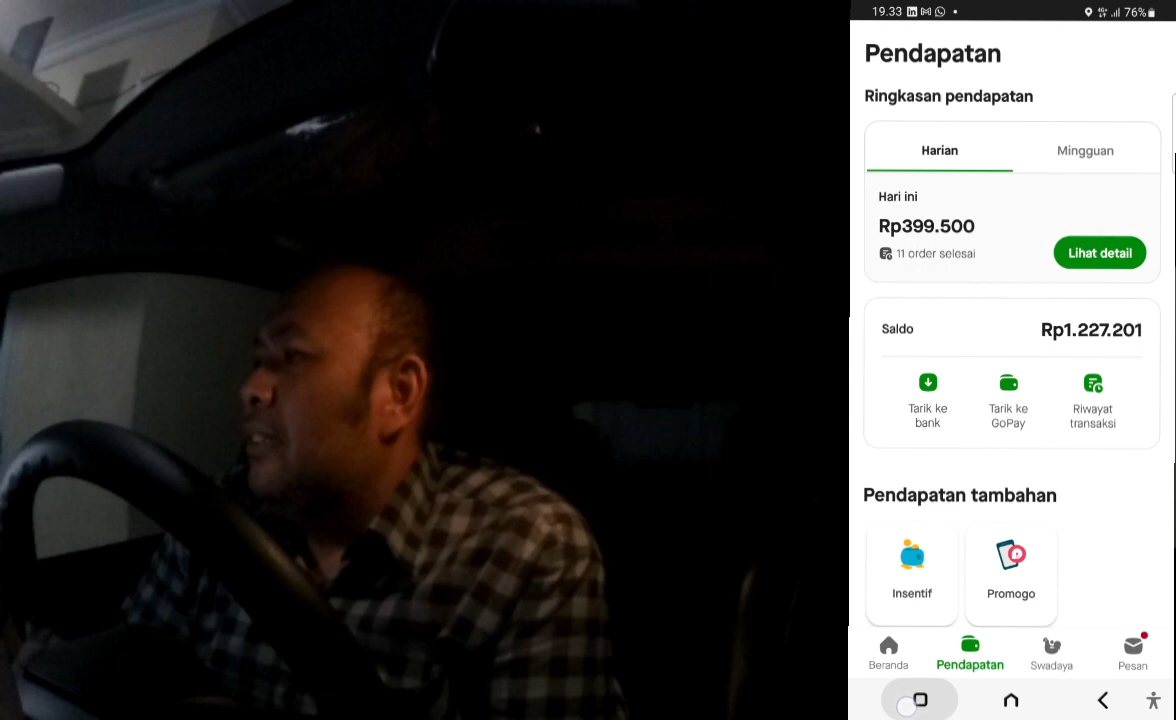 19.33
76%
Pendapatan
Ringkasan pendapatan
Harian
Mingguan
Hari ini
Rp399.500
11 order selesai
Lihat detail
Saldo
Rp1.227.201
Tarik ke
bank
Tarik ke
GoPay
Riwayat
transaksi
Pendapatan tambahan
Insentif
Promogo
Beranda
Pendapatan
Swadaya
Pesan